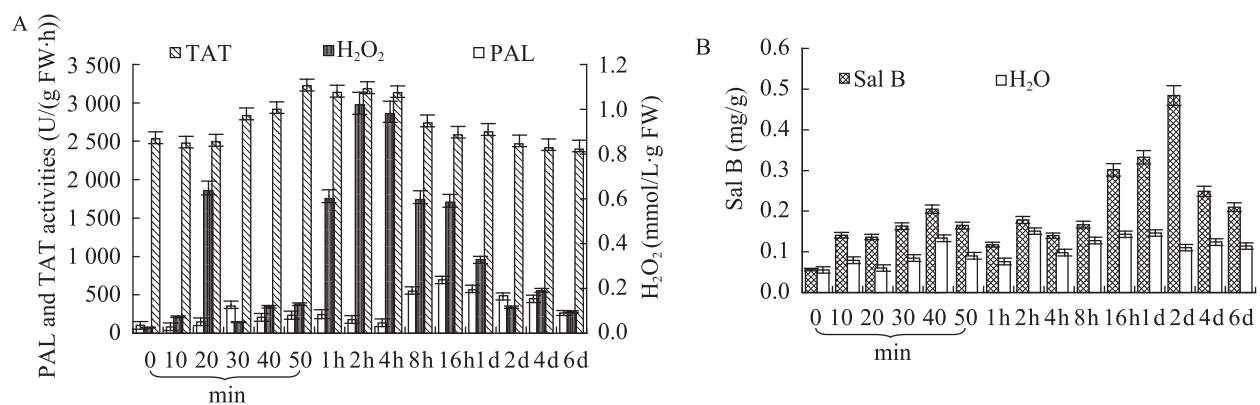 A
TAT
H₂O₂
PAL
PAL and TAT activities (U/(g FW·h))
3 500
3 000
2 500
2 000
1 500
1 000
500
0
1.2
1.0
0.8
0.6
0.4
0.2
0.0
H₂O₂ (mmol/L·g FW)
0 10 20 30 40 50 1h 2h 4h 8h 16h 1d 2d 4d 6d
min
B
Sal B
H₂O
Sal B (mg/g)
0.6
0.5
0.4
0.3
0.2
0.1
0.0
0 10 20 30 40 50 1h 2h 4h 8h 16h 1d 2d 4d 6d
min